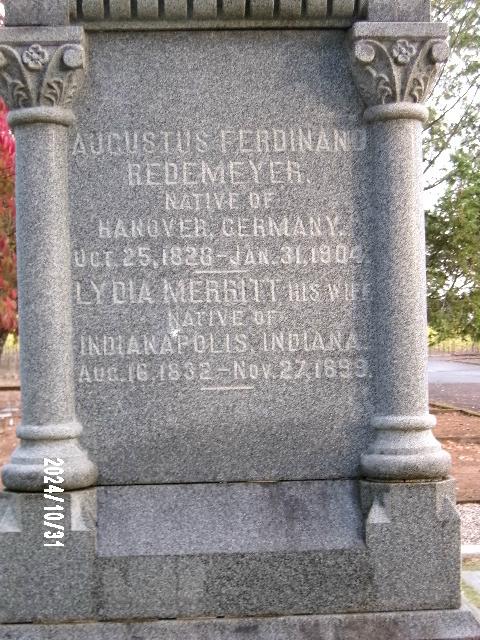 AUGUSTUS FERDINAND
REDEMEYER.
NATIVE OF
HANOVER, GERMANY.
OCT. 25, 1826 – JAN. 31, 1904.
LYDIA MERRITT HIS WIFE
NATIVE OF
INDIANAPOLIS, INDIANA.
AUG. 16, 1832 – NOV. 27, 1899.
2024/10/31